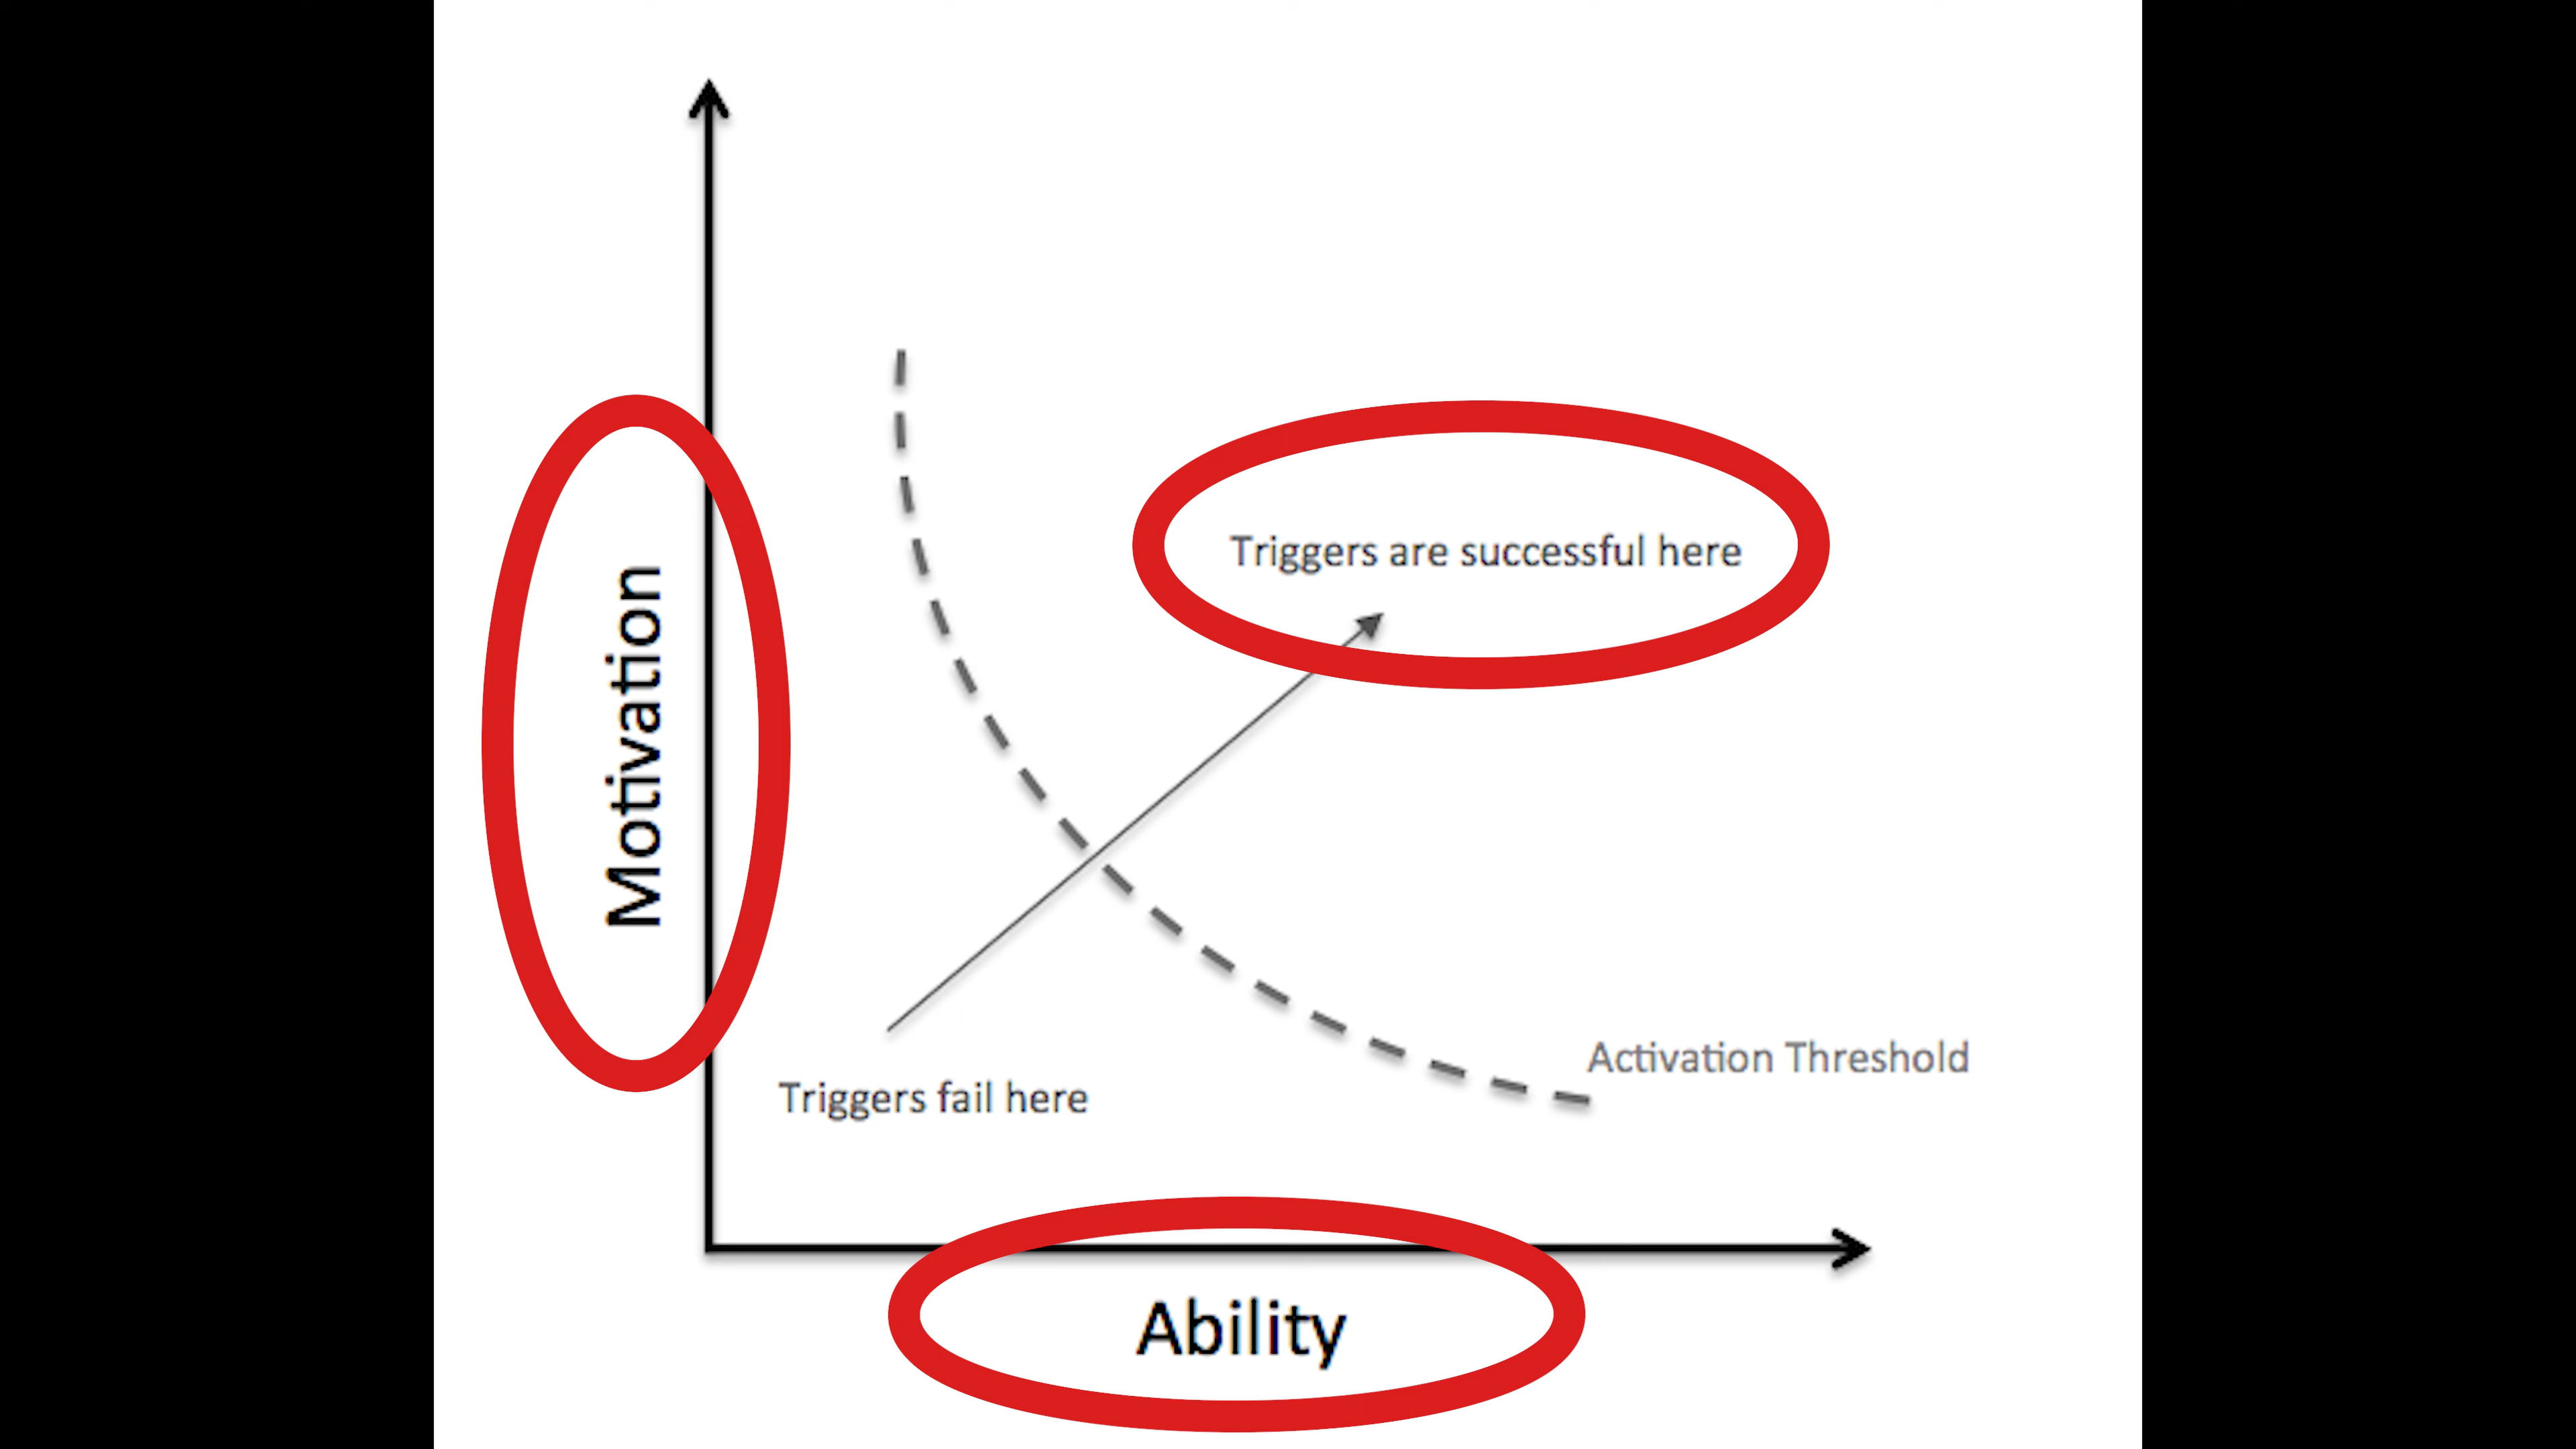 Triggers are successful here
Motivation
Activation Threshold
Triggers fail here
Ability